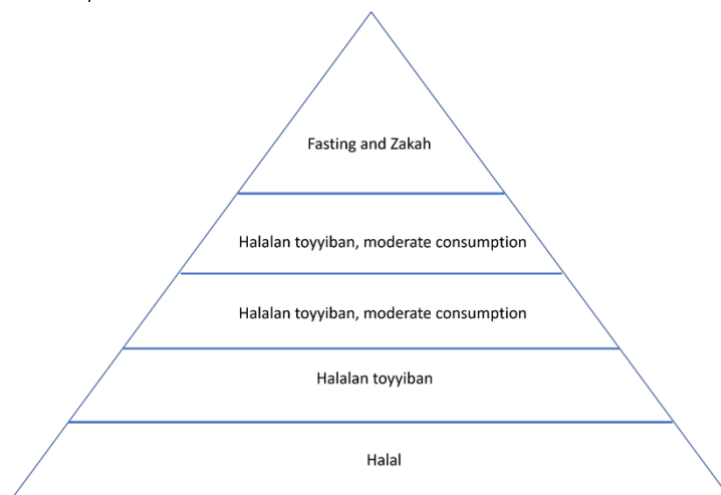 Fasting and Zakah
Halalan toyyiban, moderate consumption
Halalan toyyiban, moderate consumption
Halalan toyyiban
Halal